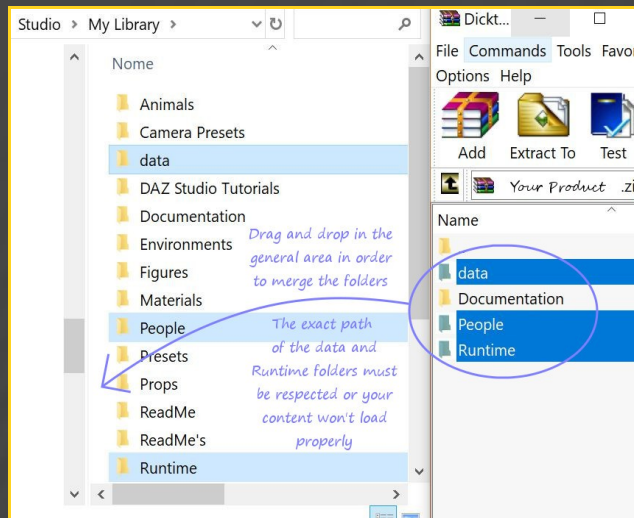 Studio > My Library >
Nome
Animals
Camera Presets
data
DAZ Studio Tutorials
Documentation
Environments
Figures
Materials
People
Presets
Props
ReadMe
ReadMe's
Runtime
Drag and drop in the
general area in order
to merge the folders
The exact path
of the data and
Runtime folders must
be respected or your
content won't load
properly
Dickt...
File Commands Tools Favor
Options Help
Add Extract To Test
Your Product .zi
Name
data
Documentation
People
Runtime